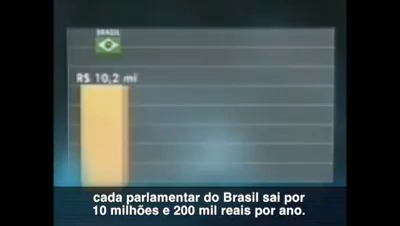 BRASIL
R$ 10,2 mi
cada parlamentar do Brasil sai por
10 milhões e 200 mil reais por ano.